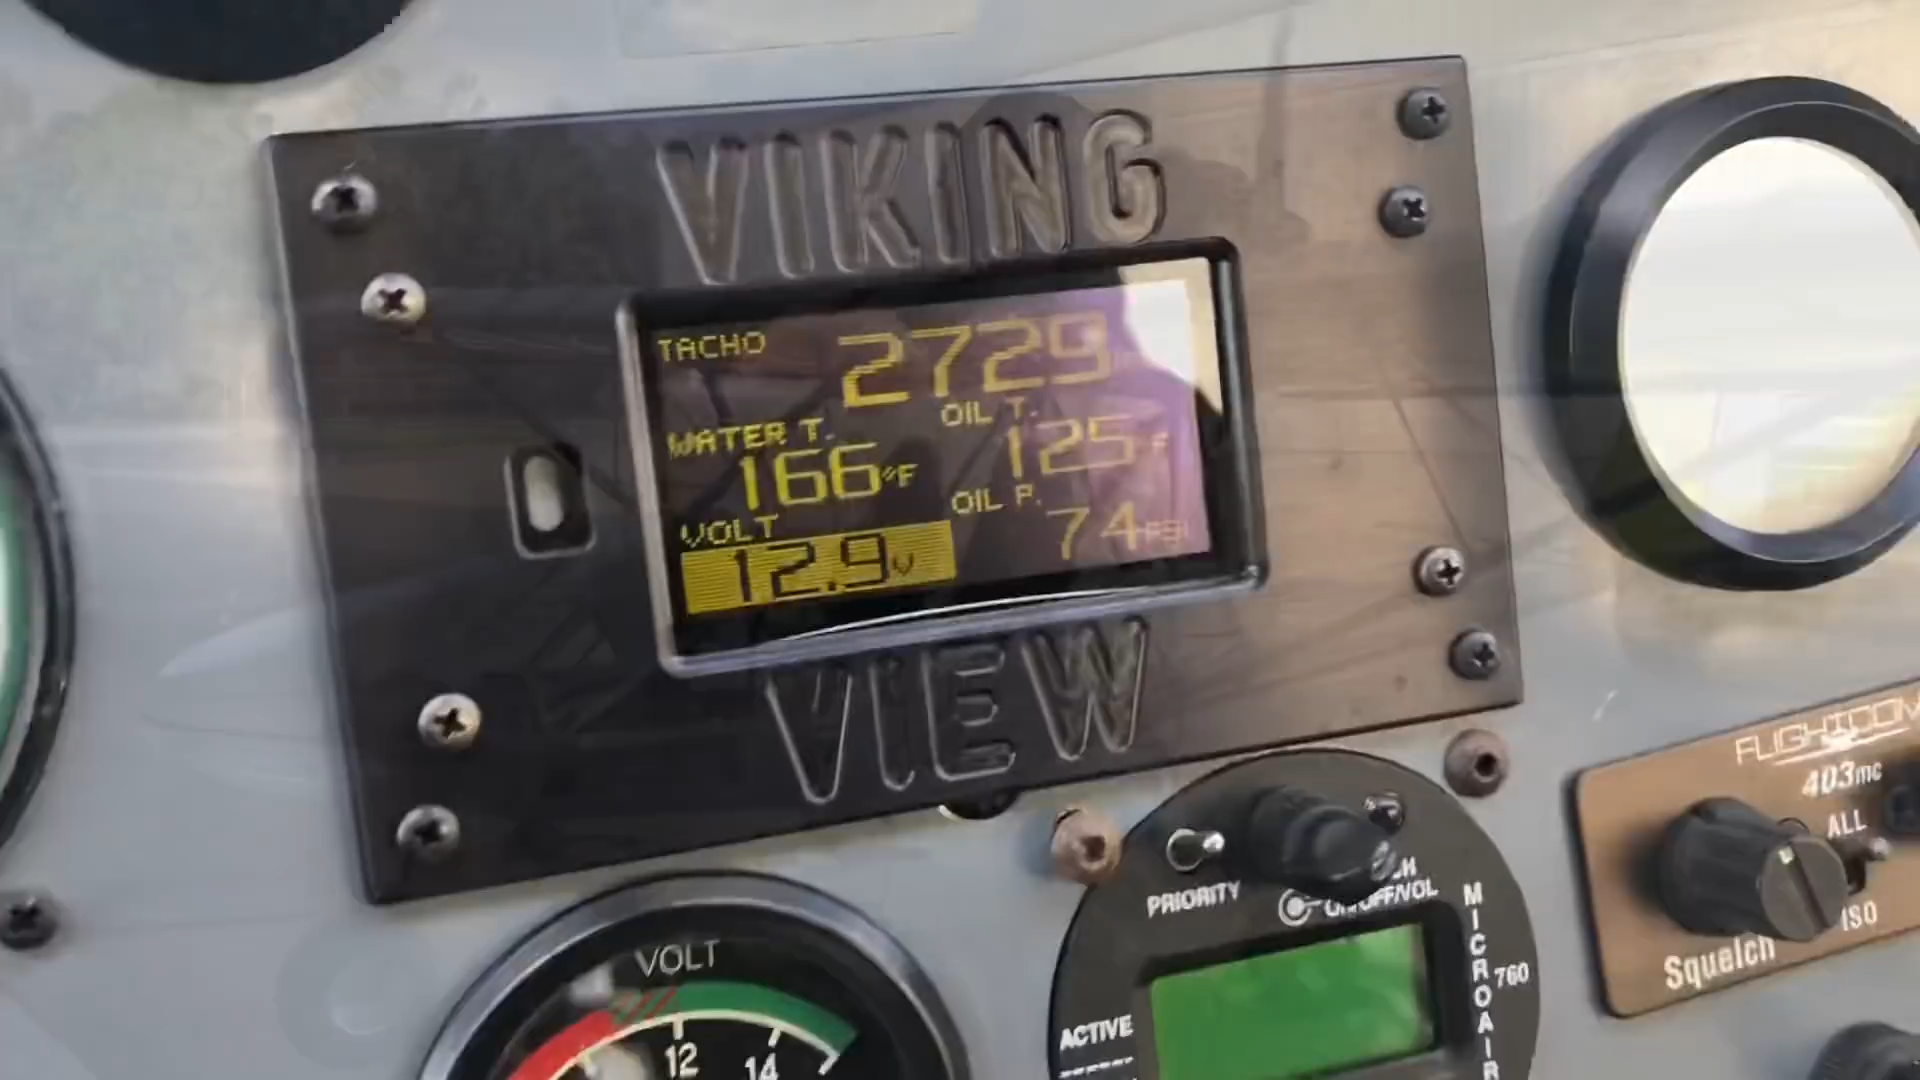 VIKING
TACHO 2729
WATER T. OIL T.
166°F 125°F
VOLT OIL P.
12.9V 74PSI
VIEW
FLIGHTCOM
403mc
ALL
ISO
Squelch
PRIORITY
ON/OFF/VOL
MICROAIR
760
ACTIVE
VOLT
12 14